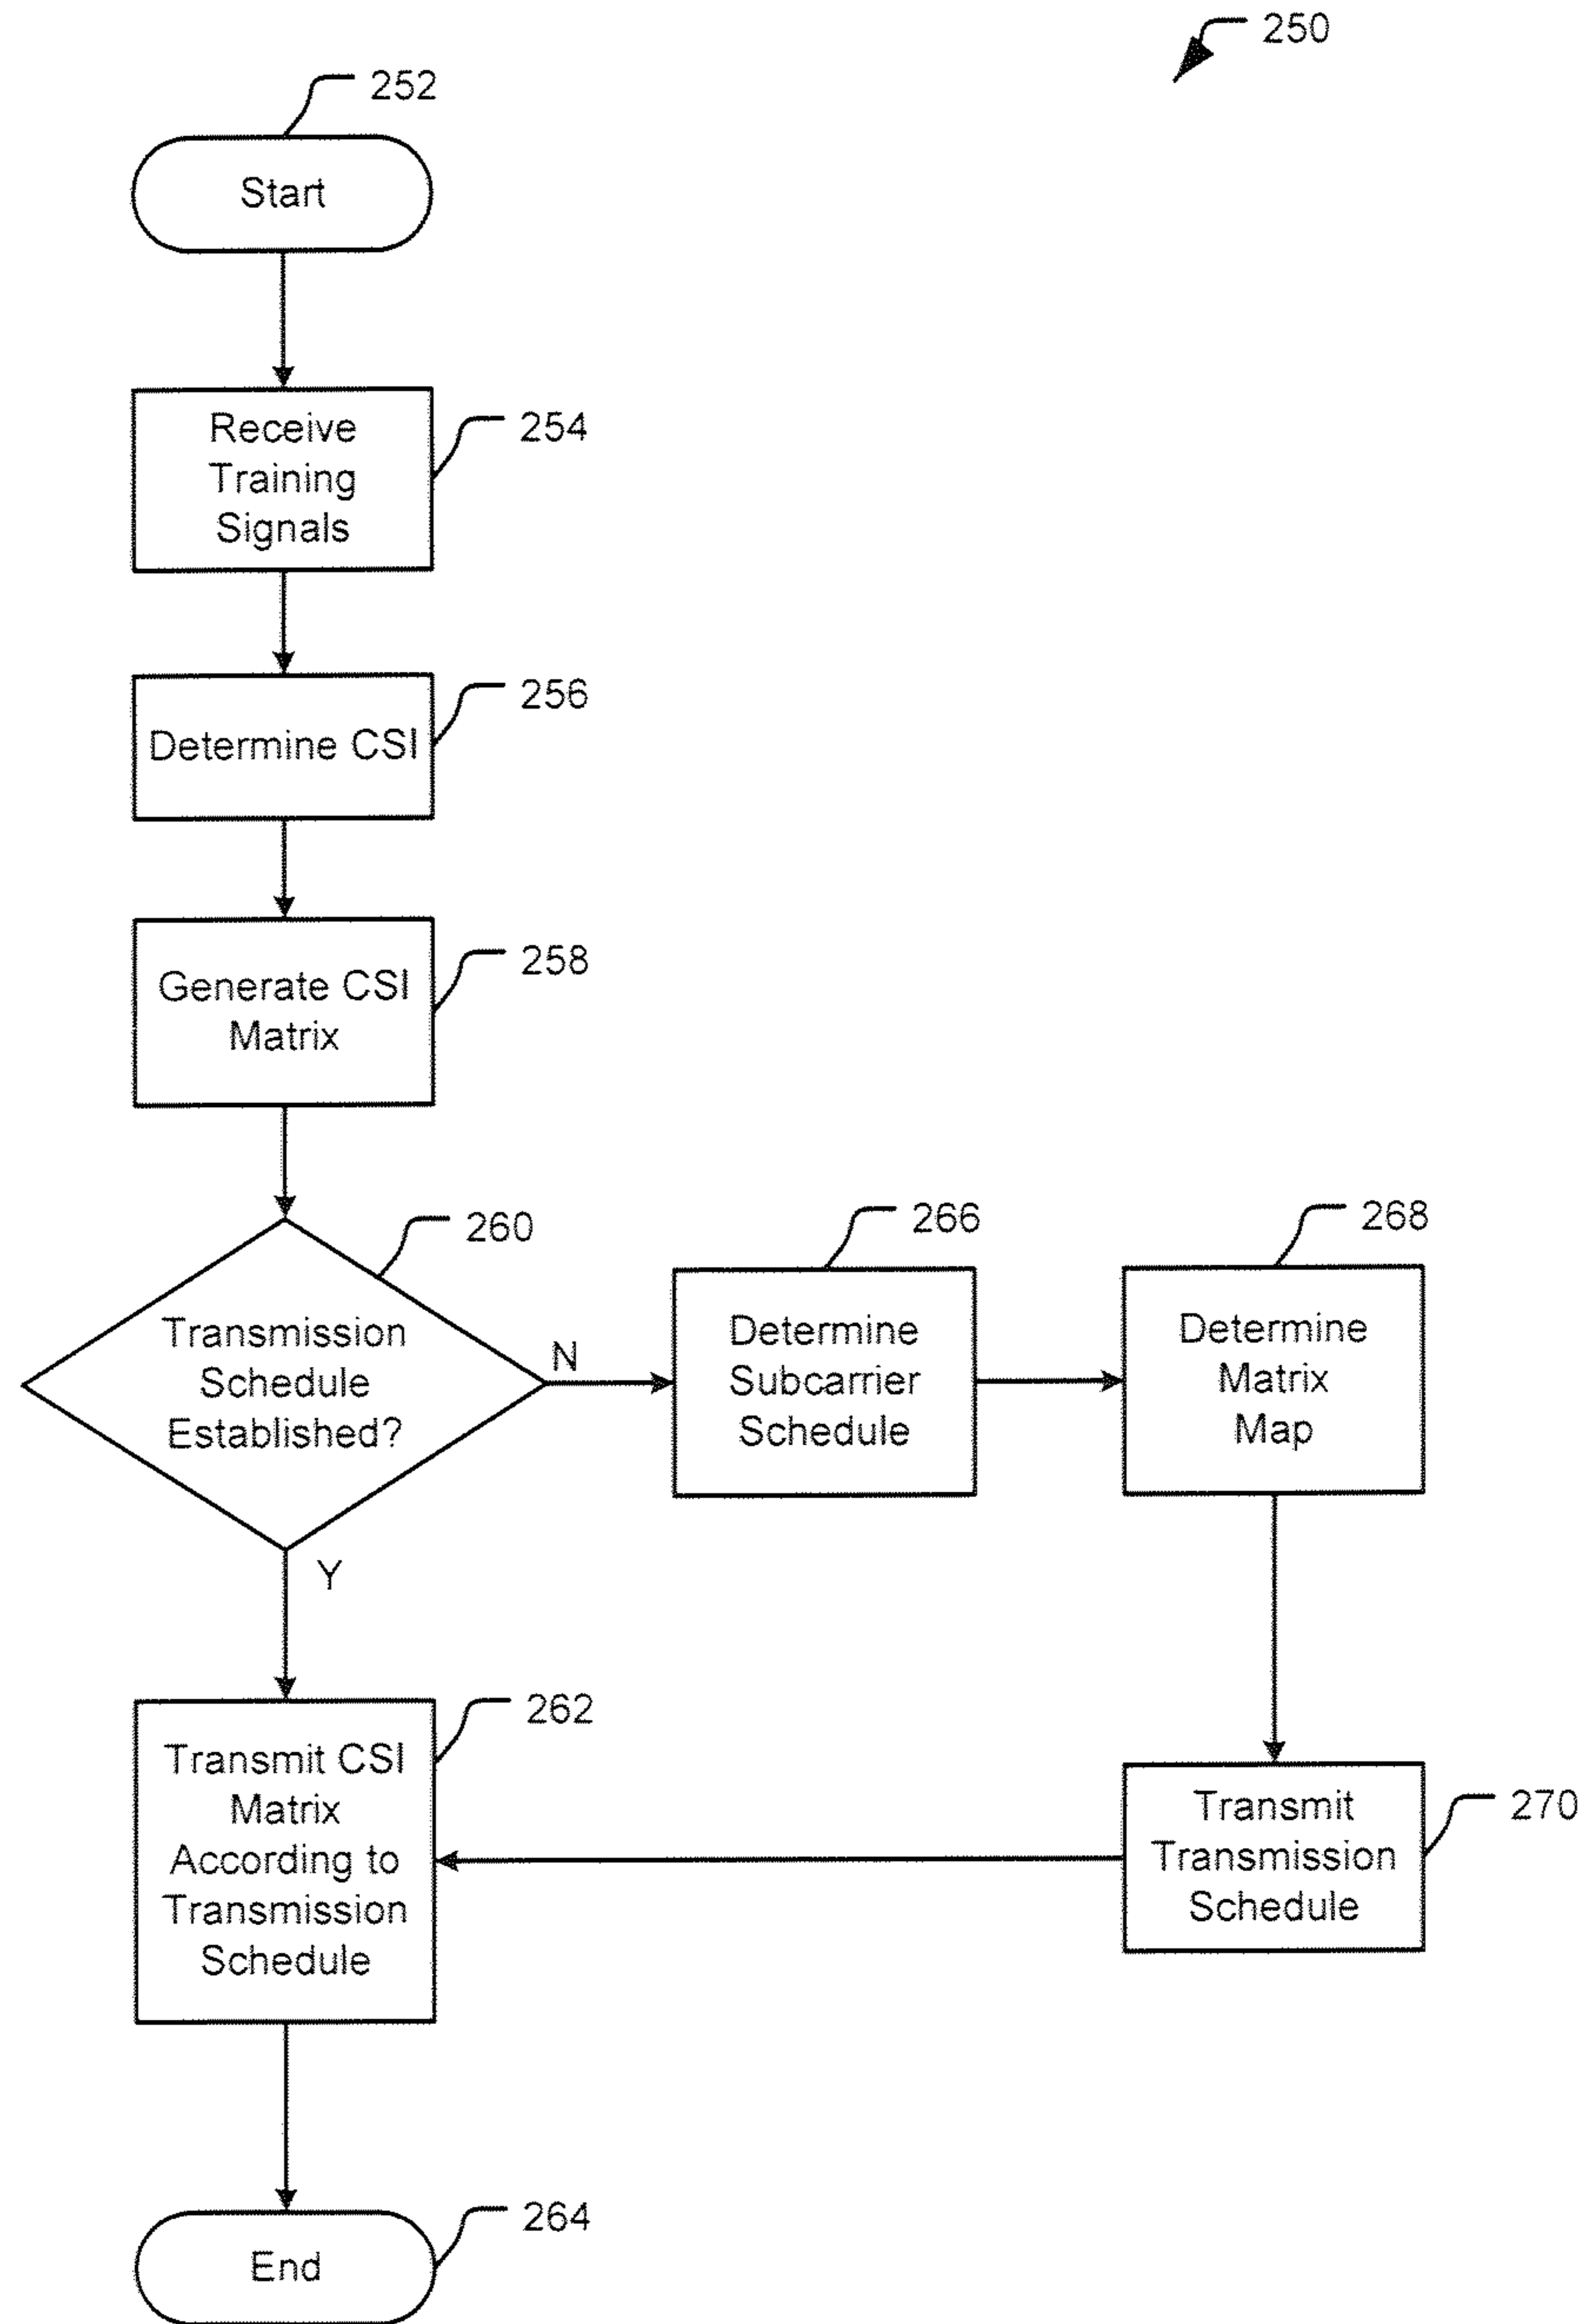 250
252
Start
254
Receive
Training
Signals
256
Determine CSI
258
Generate CSI
Matrix
260
Transmission
Schedule
Established?
N
Y
266
Determine
Subcarrier
Schedule
268
Determine
Matrix
Map
262
Transmit CSI
Matrix
According to
Transmission
Schedule
270
Transmit
Transmission
Schedule
264
End